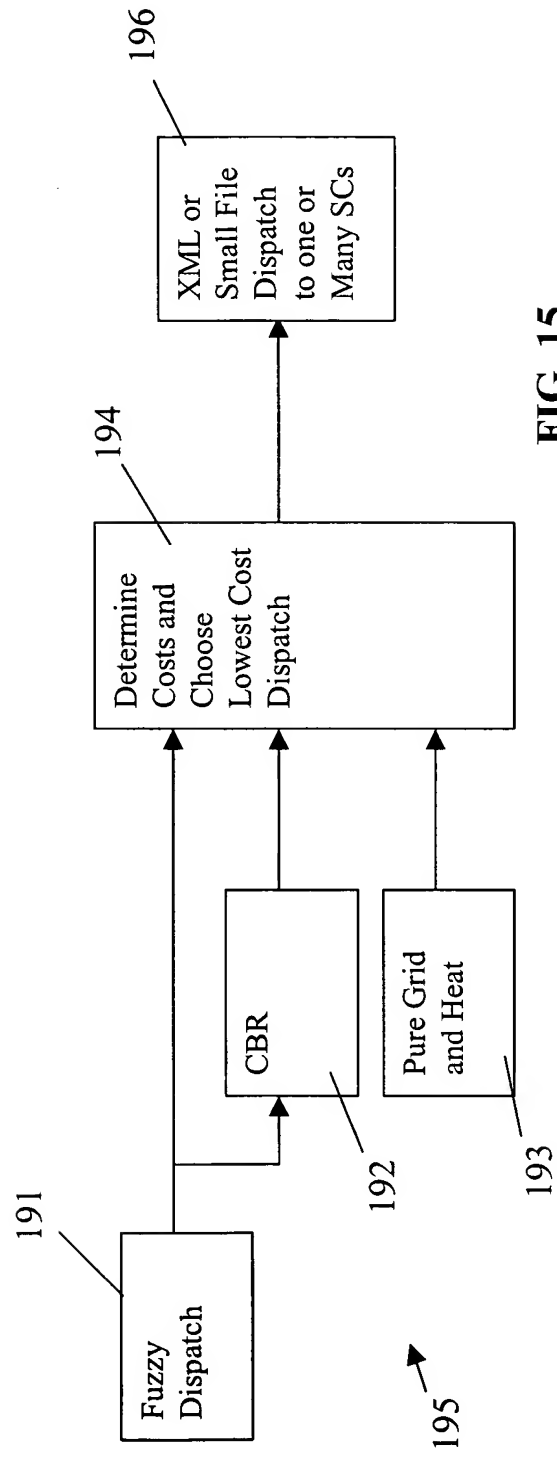 191
Fuzzy
Dispatch
195
CBR
192
Pure Grid
and Heat
193
194
Determine
Costs and
Choose
Lowest Cost
Dispatch
196
XML or
Small File
Dispatch
to one or
Many SCs
FIG. 15